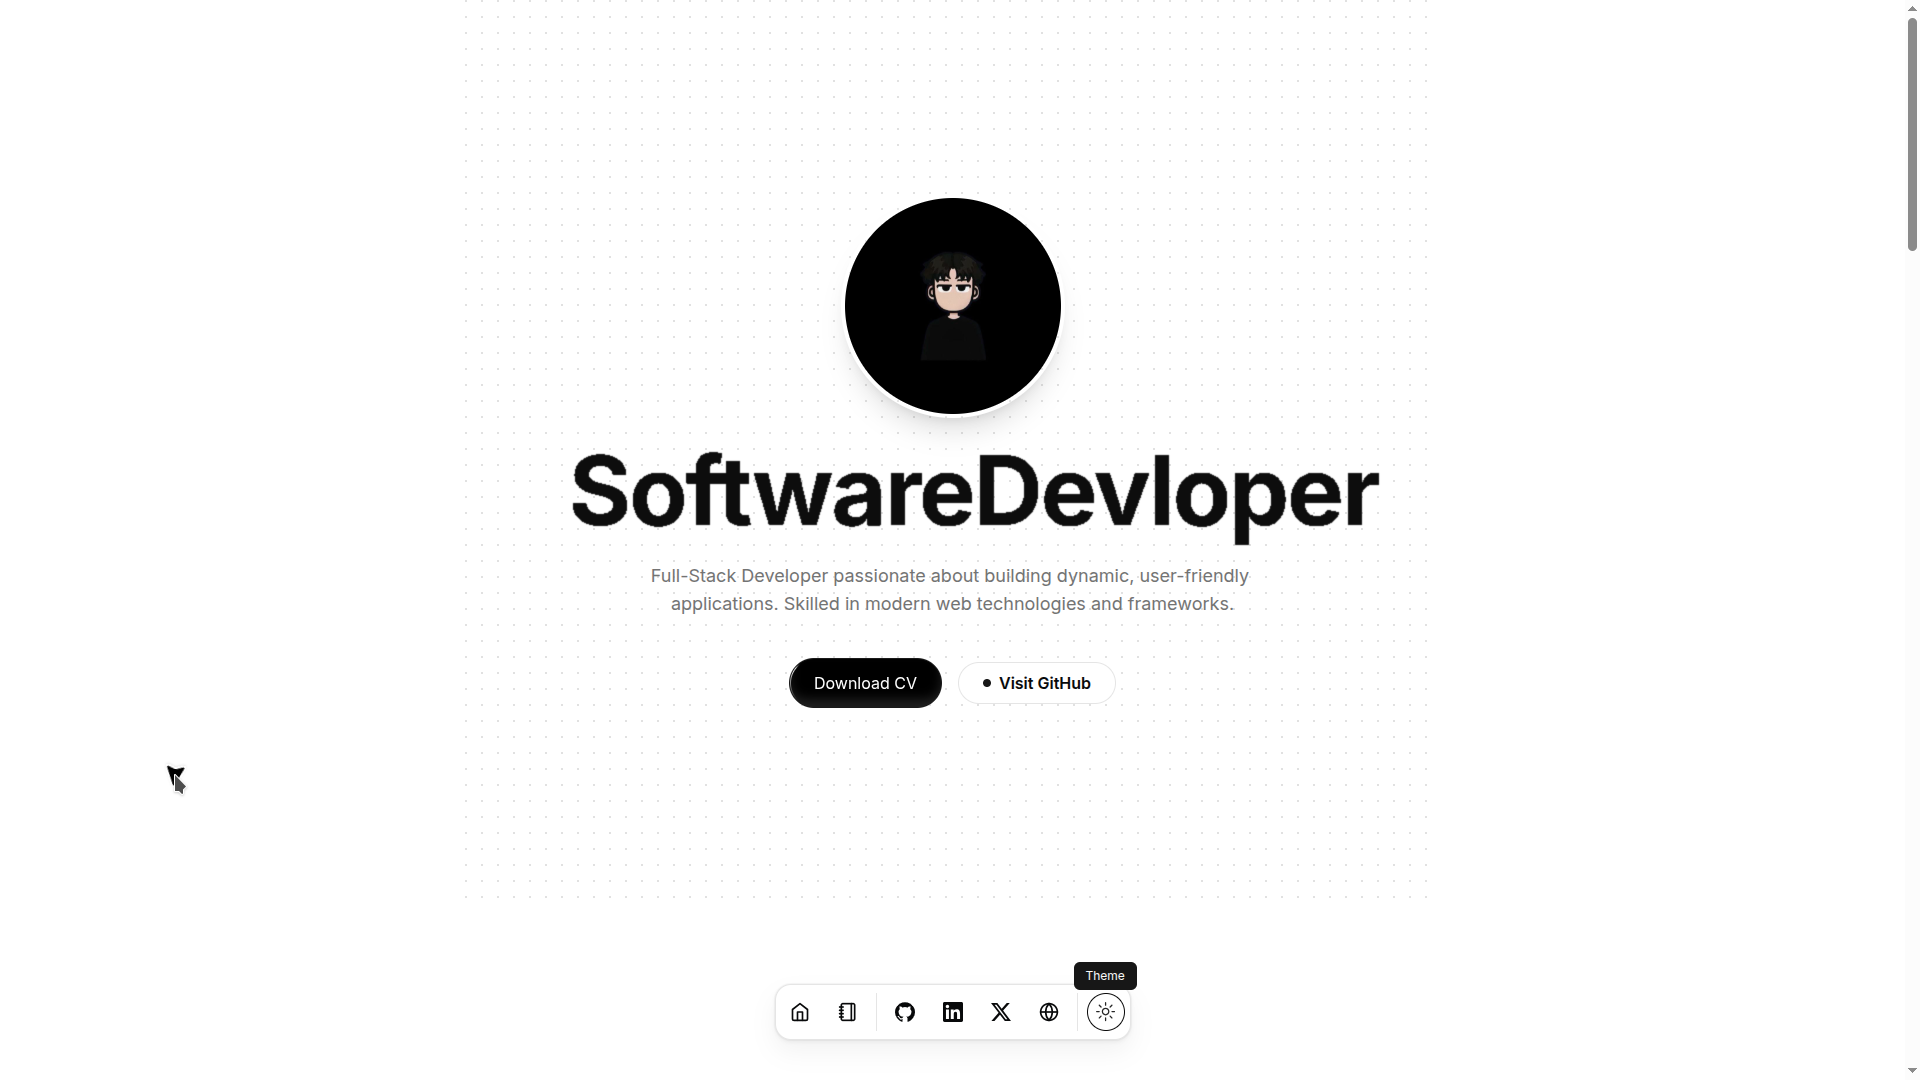 SoftwareDevloper
Full-Stack Developer passionate about building dynamic, user-friendly
applications. Skilled in modern web technologies and frameworks.
Download CV
Visit GitHub
Theme